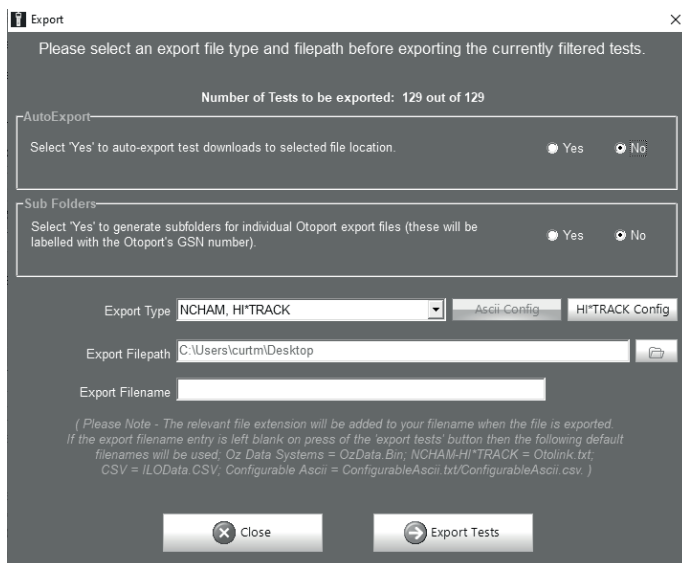 Export
Please select an export file type and filepath before exporting the currently filtered tests.
Number of Tests to be exported: 129 out of 129
AutoExport
Select 'Yes' to auto-export test downloads to selected file location.
Yes
No
Sub Folders
Select 'Yes' to generate subfolders for individual Otoport export files (these will be
labelled with the Otoport's GSN number).
Yes
No
Export Type
NCHAM, HI*TRACK
Ascii Config
HI*TRACK Config
Export Filepath
C:\Users\curtm\Desktop
Export Filename
( Please Note - The relevant file extension will be added to your filename when the file is exported.
If the export filename entry is left blank on press of the 'export tests' button then the following default
filenames will be used; Oz Data Systems = OzData.Bin; NCHAM-HI*TRACK = Otolink.txt;
CSV = ILOData.CSV; Configurable Ascii = ConfigurableAscii.txt/ConfigurableAscii.csv. )
Close
Export Tests